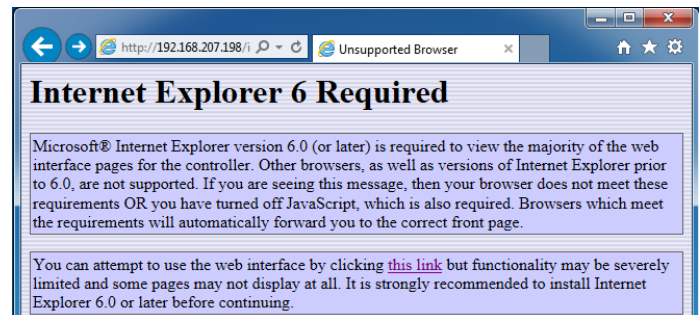 http://192.168.207.198/i
Unsupported Browser
Internet Explorer 6 Required
Microsoft® Internet Explorer version 6.0 (or later) is required to view the majority of the web
interface pages for the controller. Other browsers, as well as versions of Internet Explorer prior
to 6.0, are not supported. If you are seeing this message, then your browser does not meet these
requirements OR you have turned off JavaScript, which is also required. Browsers which meet
the requirements will automatically forward you to the correct front page.
You can attempt to use the web interface by clicking this link but functionality may be severely
limited and some pages may not display at all. It is strongly recommended to install Internet
Explorer 6.0 or later before continuing.